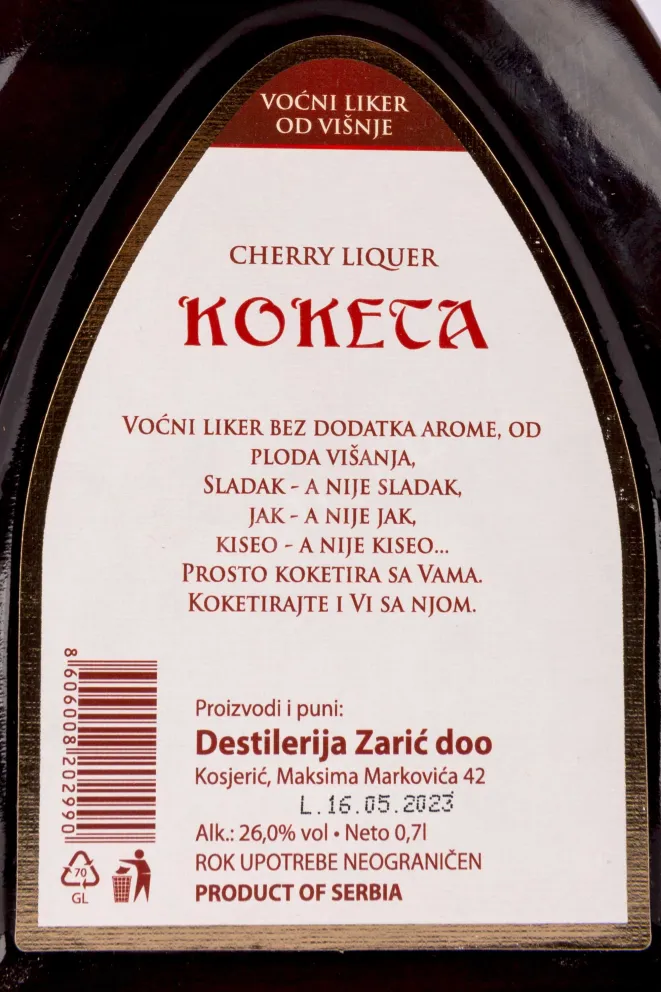 VOĆNI LIKER
OD VIŠNJE
CHERRY LIQUER
KOKETA
VOĆNI LIKER BEZ DODATKA AROME, OD
PLODA VIŠANJA,
SLADAK - A NIJE SLADAK,
JAK - A NIJE JAK,
KISEO - A NIJE KISEO...
PROSTO KOKETIRA SA VAMA.
KOKETIRAJTE I VI SA NJOM.
8 606008 202990
Proizvodi i puni:
Destilerija Zarić doo
Kosjerić, Maksima Markovića 42
L.16.05.2023
Alk.: 26,0% vol • Neto 0,7l
ROK UPOTREBE NEOGRANIČEN
PRODUCT OF SERBIA
70
GL